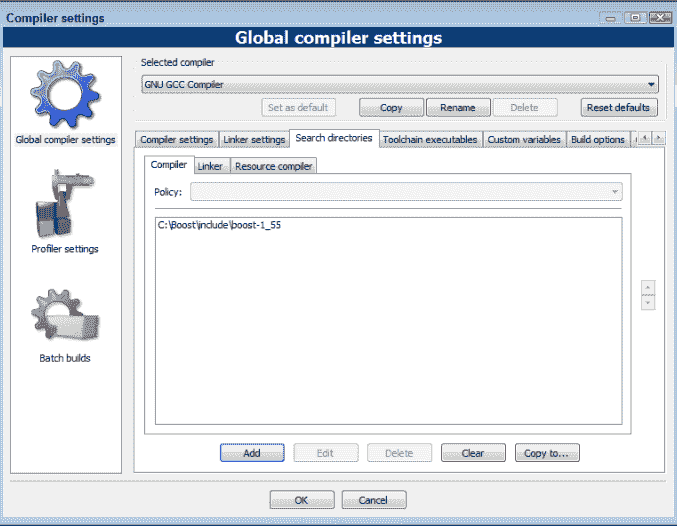 Compiler settings
Global compiler settings
Global compiler settings
Profiler settings
Batch builds
Selected compiler
GNU GCC Compiler
Set as default Copy Rename Delete Reset defaults
Compiler settings Linker settings Search directories Toolchain executables Custom variables Build options
Compiler Linker Resource compiler
Policy:
C:\Boost\include\boost-1_55
Add Edit Delete Clear Copy to...
OK Cancel